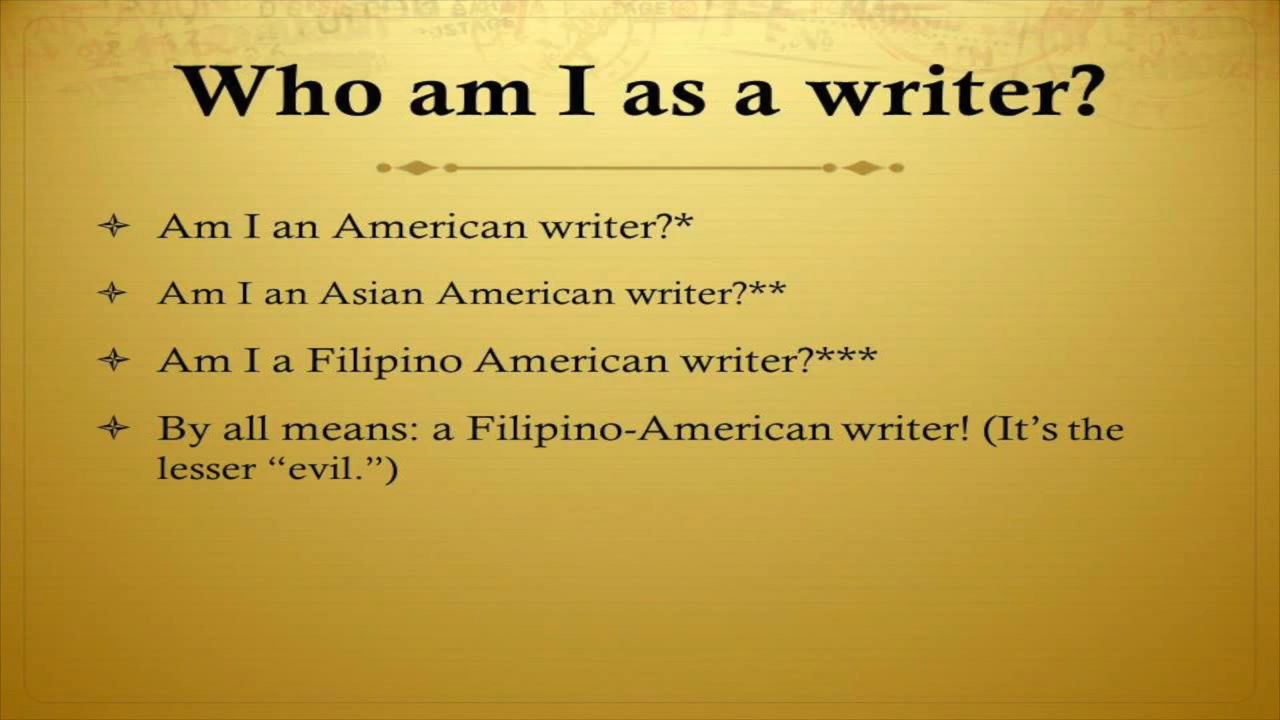 Who am I as a writer?
Am I an American writer?*
Am I an Asian American writer?**
Am I a Filipino American writer?***
By all means: a Filipino-American writer! (It’s the
lesser “evil.”)